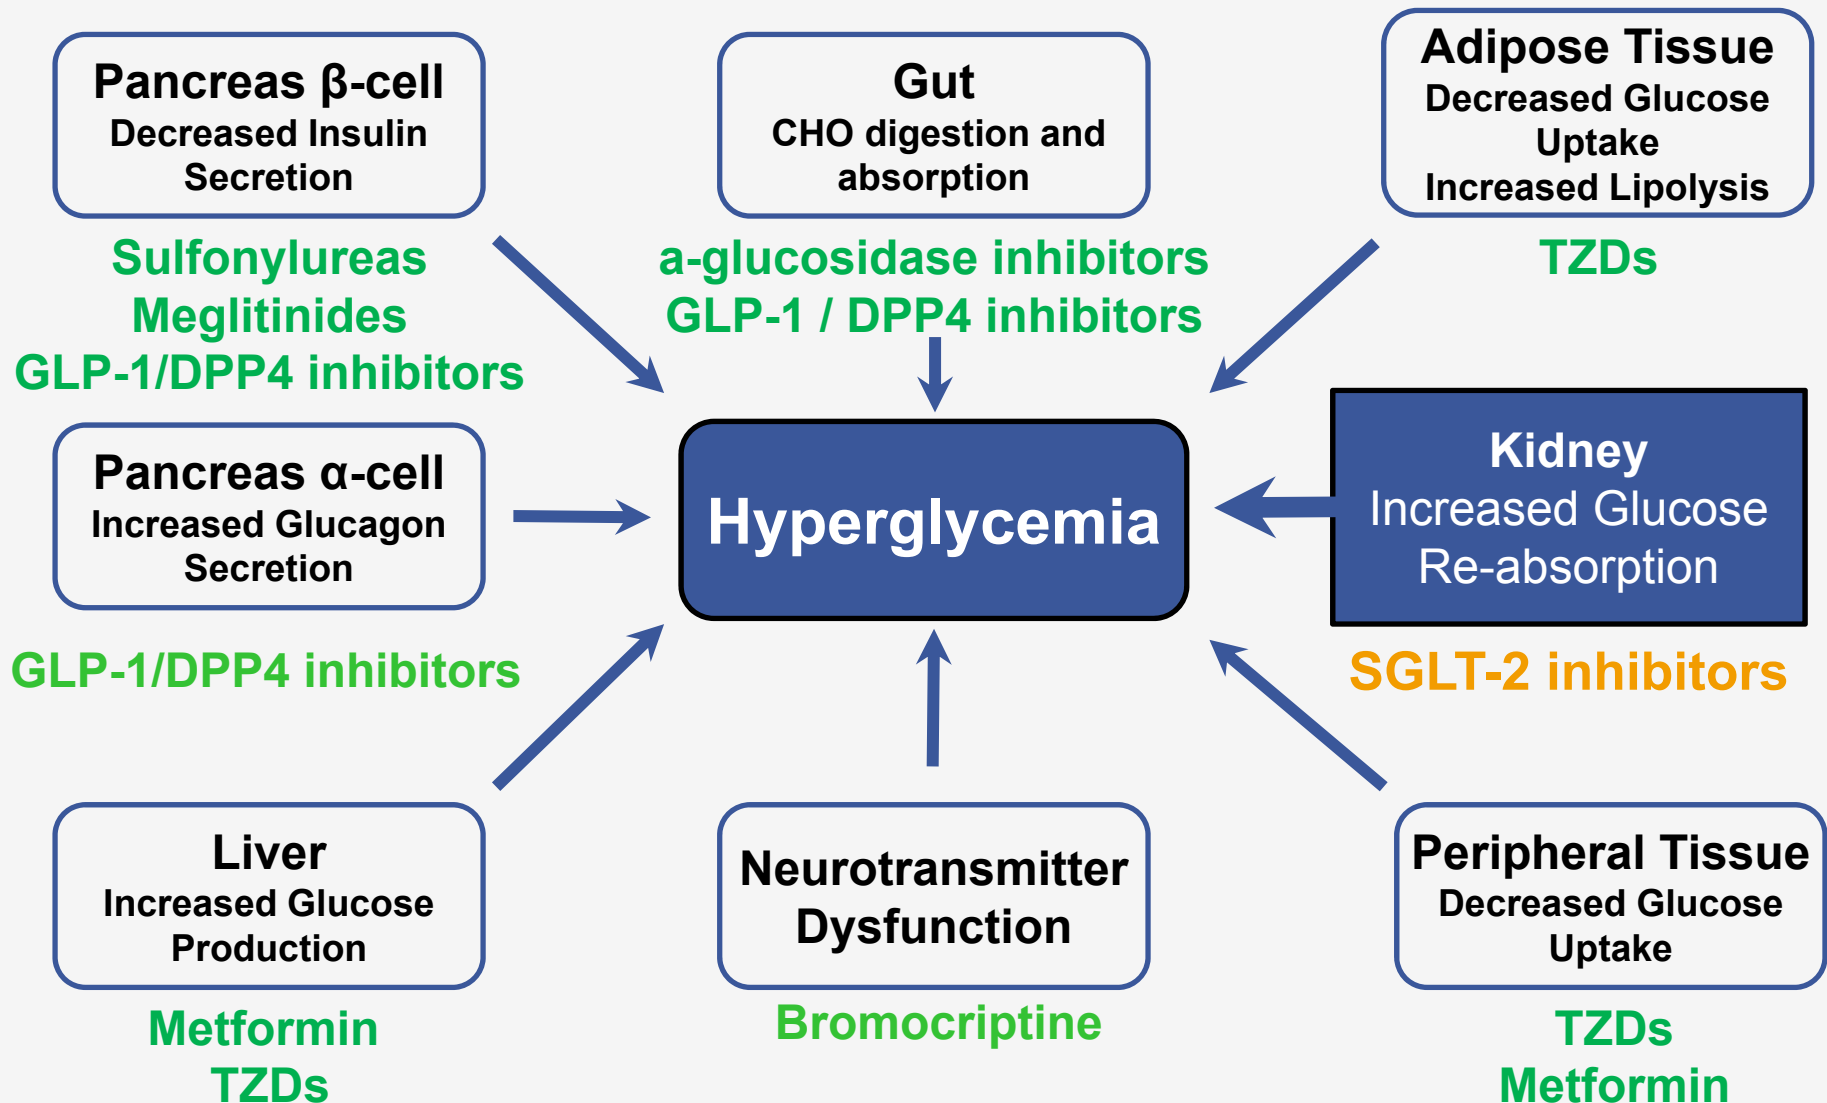 Pancreas β-cell
Decreased Insulin
Secretion
Sulfonylureas
Meglitinides
GLP-1/DPP4 inhibitors
Gut
CHO digestion and
absorption
a-glucosidase inhibitors
GLP-1 / DPP4 inhibitors
Adipose Tissue
Decreased Glucose
Uptake
Increased Lipolysis
TZDs
Pancreas α-cell
Increased Glucagon
Secretion
GLP-1/DPP4 inhibitors
Hyperglycemia
Kidney
Increased Glucose
Re-absorption
SGLT-2 inhibitors
Liver
Increased Glucose
Production
Metformin
TZDs
Neurotransmitter
Dysfunction
Bromocriptine
Peripheral Tissue
Decreased Glucose
Uptake
TZDs
Metformin